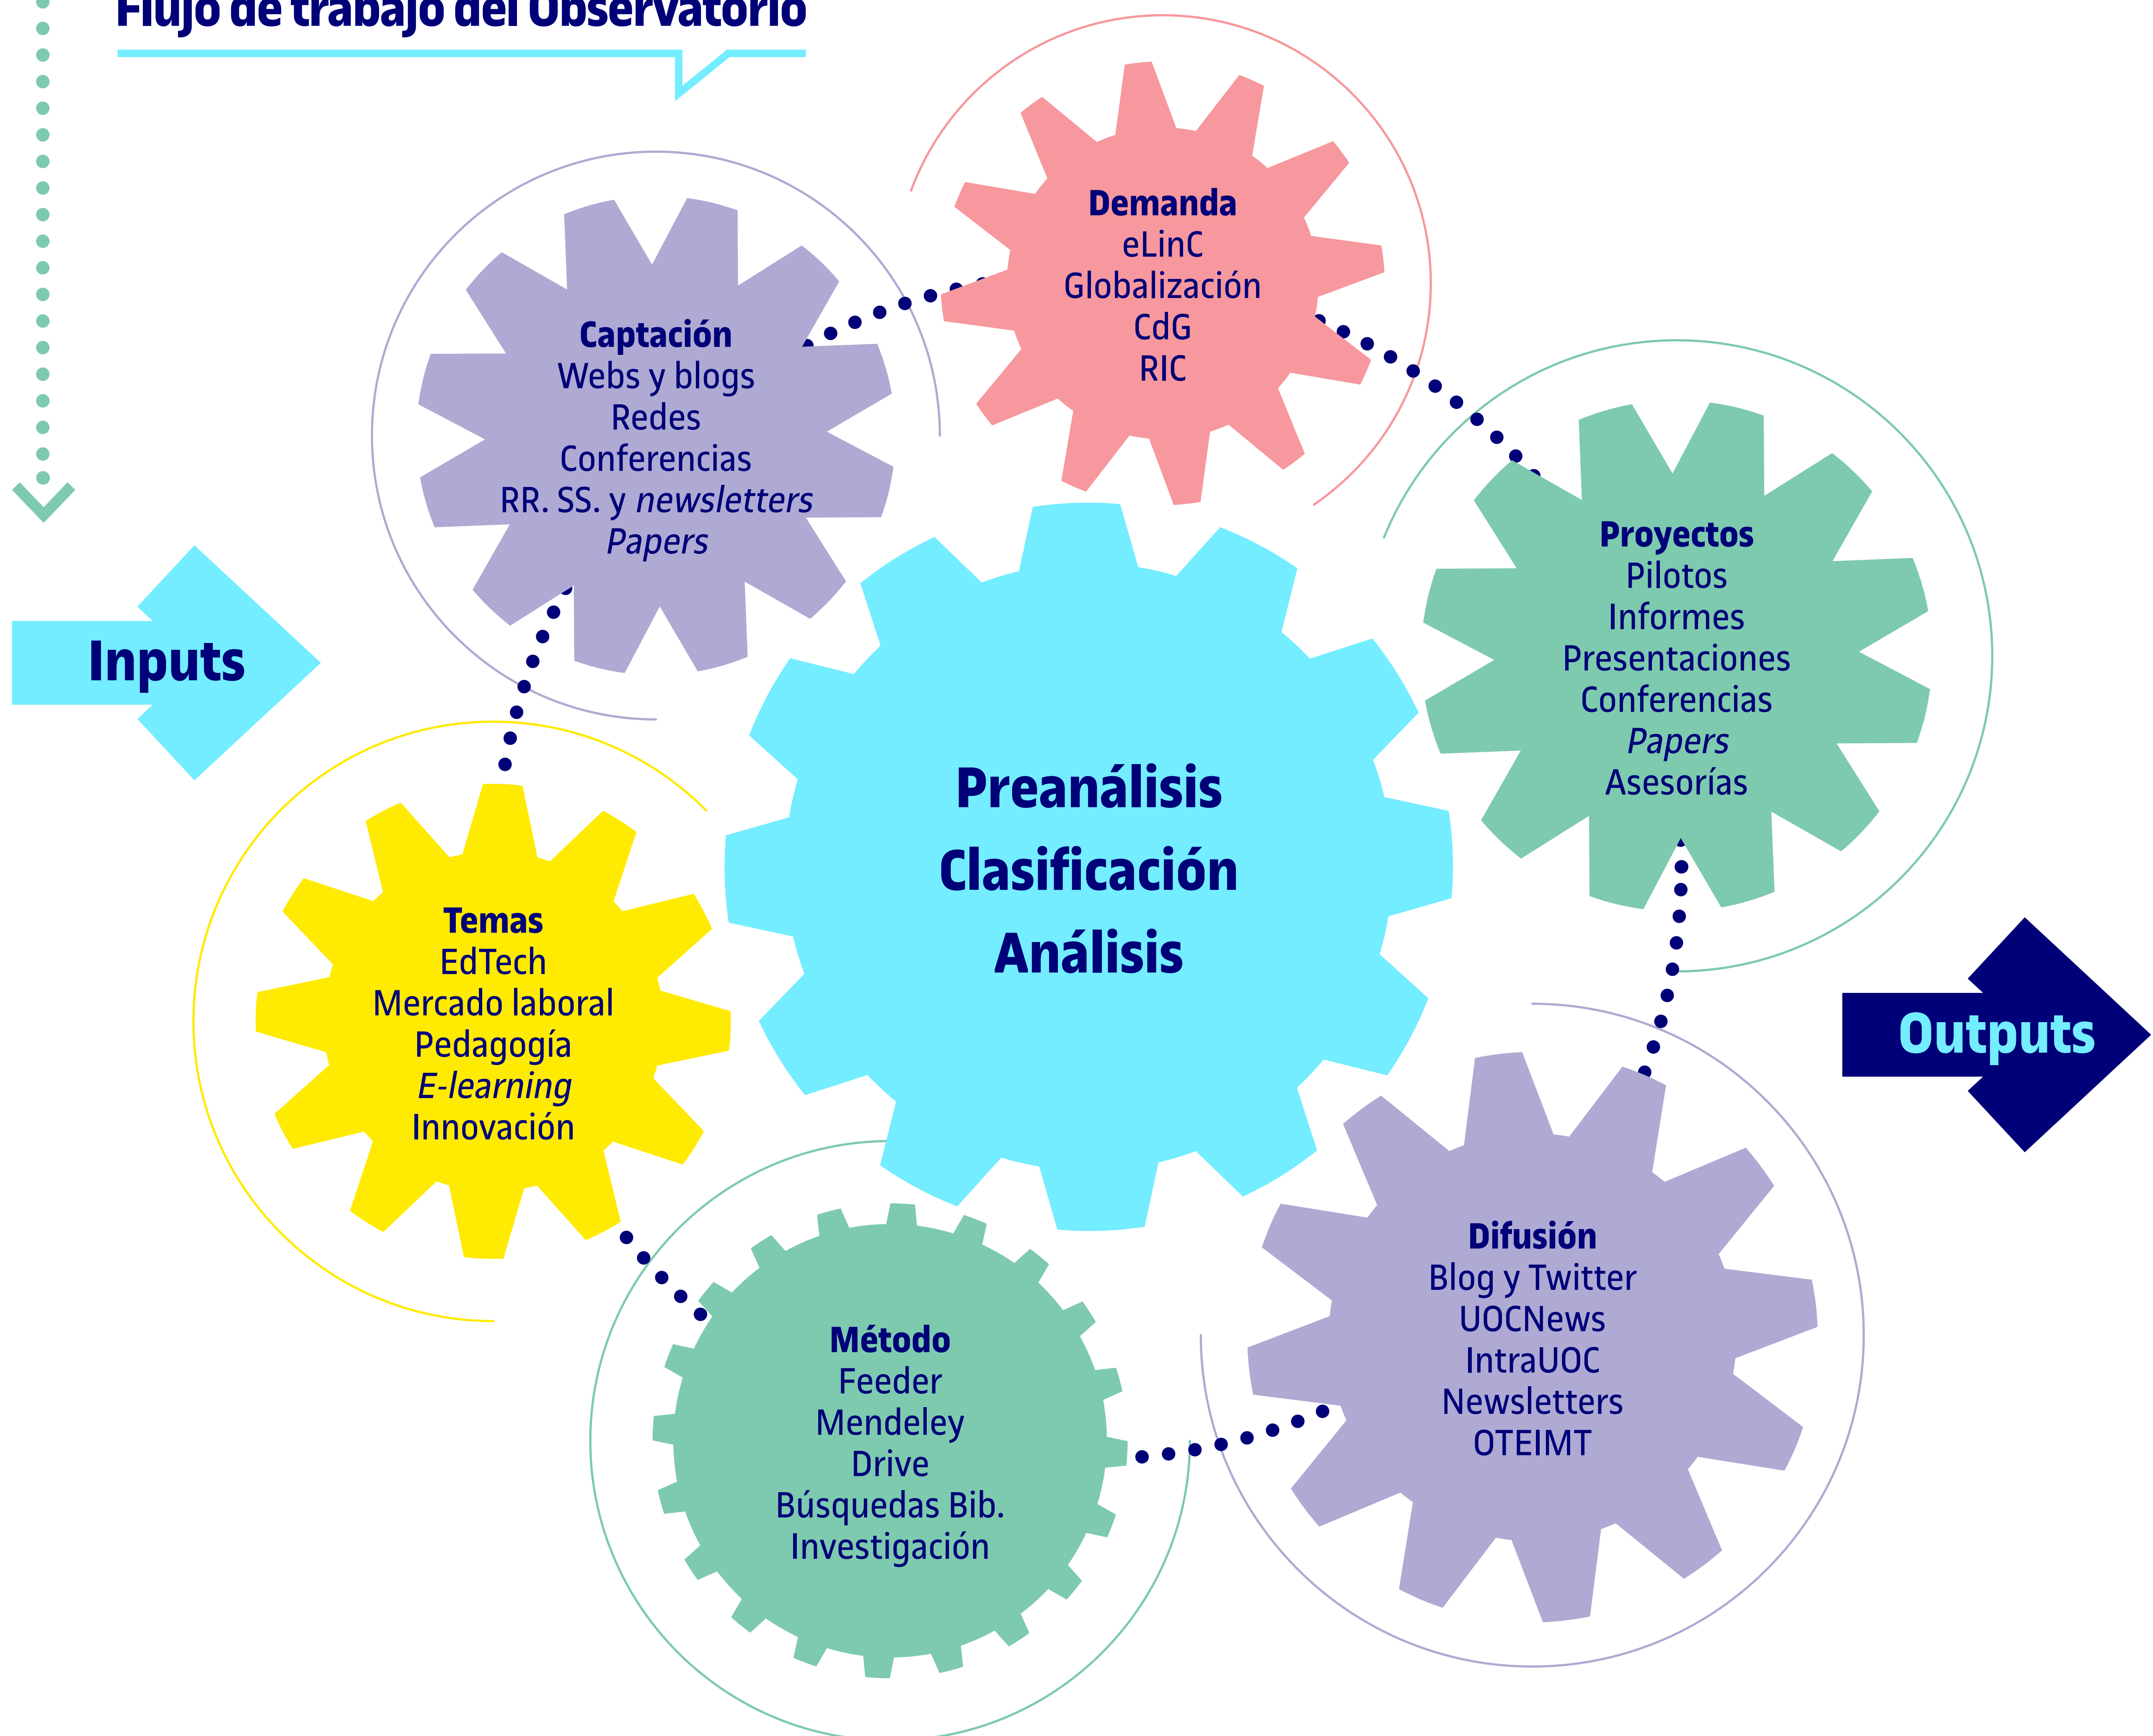 Flujo de trabajo del Observatorio
Demanda
eLinC
Globalización
CdG
RIC
Captación
Webs y blogs
Redes
Conferencias
RR. SS. y newsletters
Papers
Proyectos
Pilotos
Informes
Presentaciones
Conferencias
Papers
Asesorías
Inputs
Preanálisis
Clasificación
Análisis
Temas
EdTech
Mercado laboral
Pedagogía
E-learning
Innovación
Outputs
Difusión
Blog y Twitter
UOCNews
IntraUOC
Newsletters
OTEIMT
Método
Feeder
Mendeley
Drive
Búsquedas Bib.
Investigación